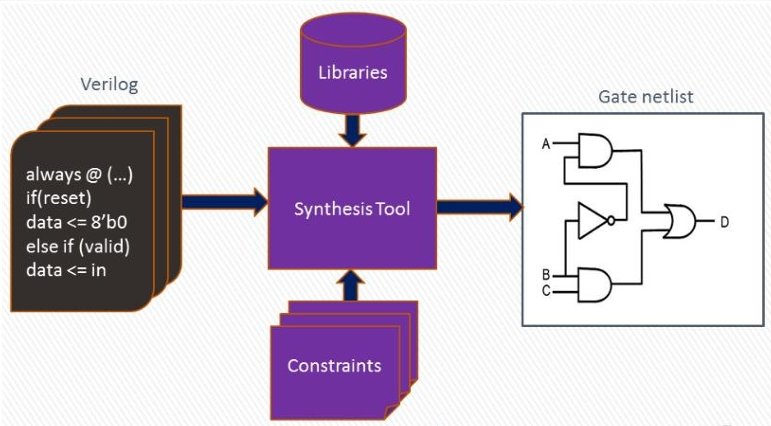 Verilog
always @ (...)
if(reset)
data <= 8’b0
else if (valid)
data <= in
Libraries
Synthesis Tool
Constraints
Gate netlist
A
B
C
D